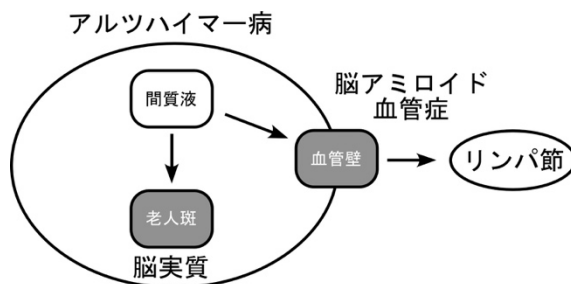 アルツハイマー病
間質液
脳アミロイド
血管症
血管壁
リンパ節
老人斑
脳実質